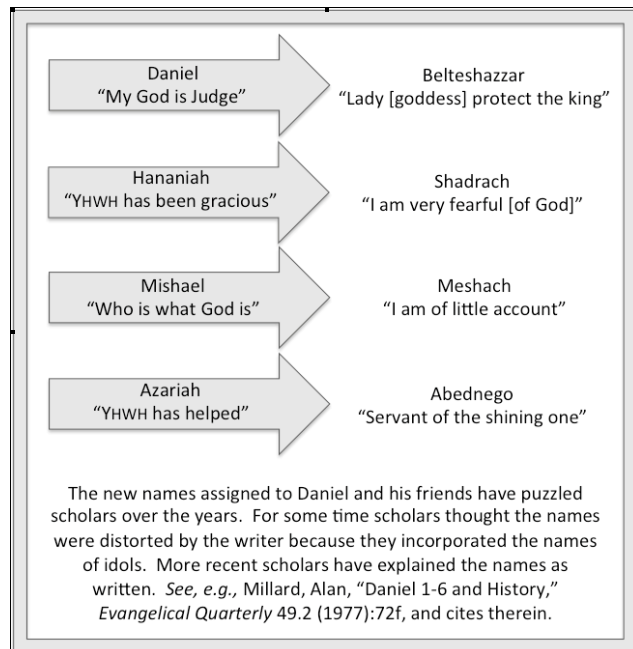 Daniel
“My God is Judge”
Belteshazzar
“Lady [goddess] protect the king”
Hananiah
“YHWH has been gracious”
Shadrach
“I am very fearful [of God]”
Mishael
“Who is what God is”
Meshach
“I am of little account”
Azariah
“YHWH has helped”
Abednego
“Servant of the shining one”
The new names assigned to Daniel and his friends have puzzled
scholars over the years. For some time scholars thought the names
were distorted by the writer because they incorporated the names
of idols. More recent scholars have explained the names as
written. See, e.g., Millard, Alan, “Daniel 1-6 and History,”
Evangelical Quarterly 49.2 (1977):72f, and cites therein.